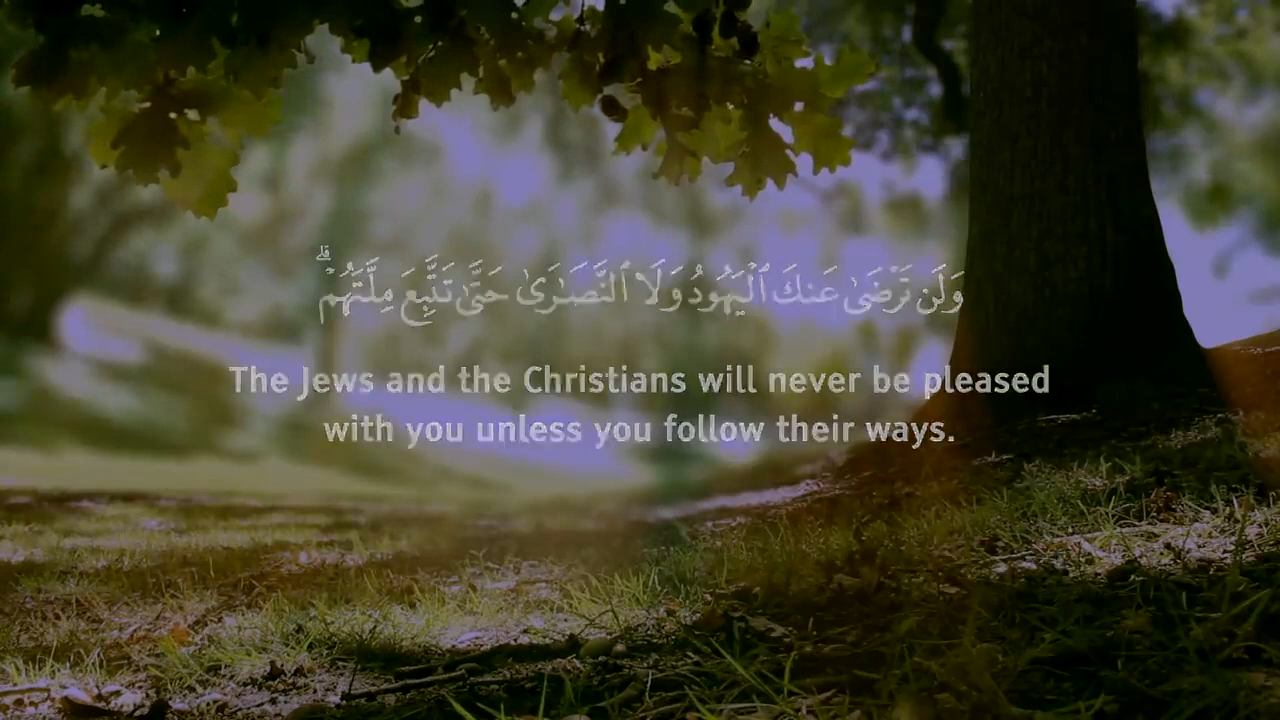 وَلَن تَرْضَىٰ عَنكَ ٱلْيَهُودُ وَلَا ٱلنَّصَـٰرَىٰ حَتَّىٰ تَتَّبِعَ مِلَّتَهُمْ ۗ
The Jews and the Christians will never be pleased
with you unless you follow their ways.